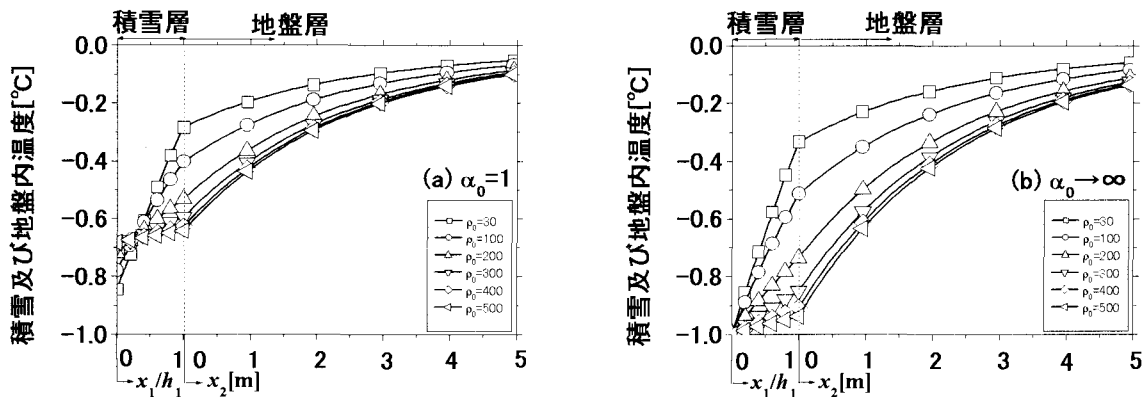 積雪層
地盤層
積雪及び地盤内温度[℃]
0.0
−0.2
−0.4
−0.6
−0.8
−1.0
(a) α₀=1
ρ₀=30
ρ₀=100
ρ₀=200
ρ₀=300
ρ₀=400
ρ₀=500
0 1 0 1 2 3 4 5
x₁/h₁ x₂[m]
積雪層
地盤層
積雪及び地盤内温度[℃]
0.0
−0.2
−0.4
−0.6
−0.8
−1.0
(b) α₀→∞
ρ₀=30
ρ₀=100
ρ₀=200
ρ₀=300
ρ₀=400
ρ₀=500
0 1 0 1 2 3 4 5
x₁/h₁ x₂[m]